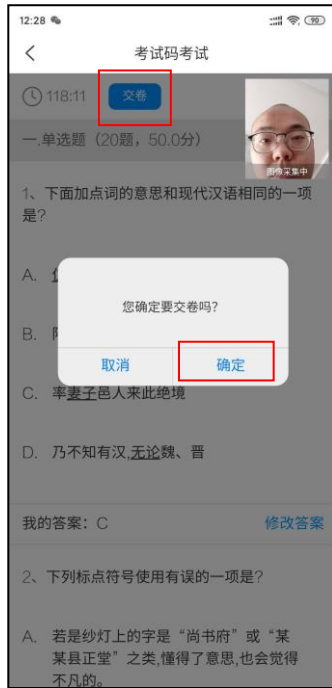 12:28
90
考试码考试
118:11
交卷
一.单选题（20题，50.0分）
图像采集中
1、下面加点词的意思和现代汉语相同的一项
是？
A.
您确定要交卷吗？
B.
取消
确定
C. 率妻子邑人来此绝境
D. 乃不知有汉,无论魏、晋
我的答案：C
修改答案
2、下列标点符号使用有误的一项是？
A. 若是纱灯上的字是“尚书府”或“某
某县正堂”之类,懂得了意思,也会觉得
不凡的。